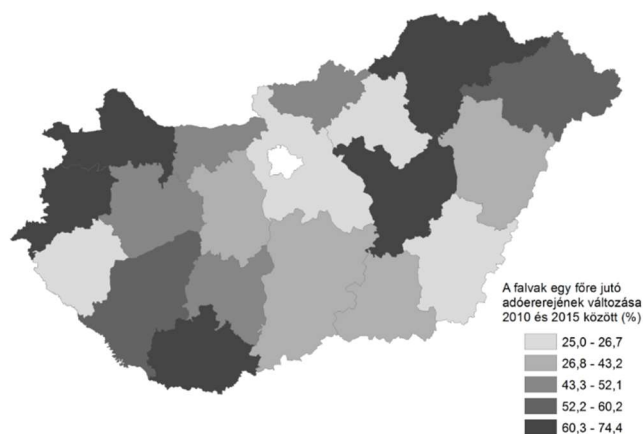 A falvak egy főre jutó
adóererejének változása
2010 és 2015 között (%)
25,0 - 26,7
26,8 - 43,2
43,3 - 52,1
52,2 - 60,2
60,3 - 74,4